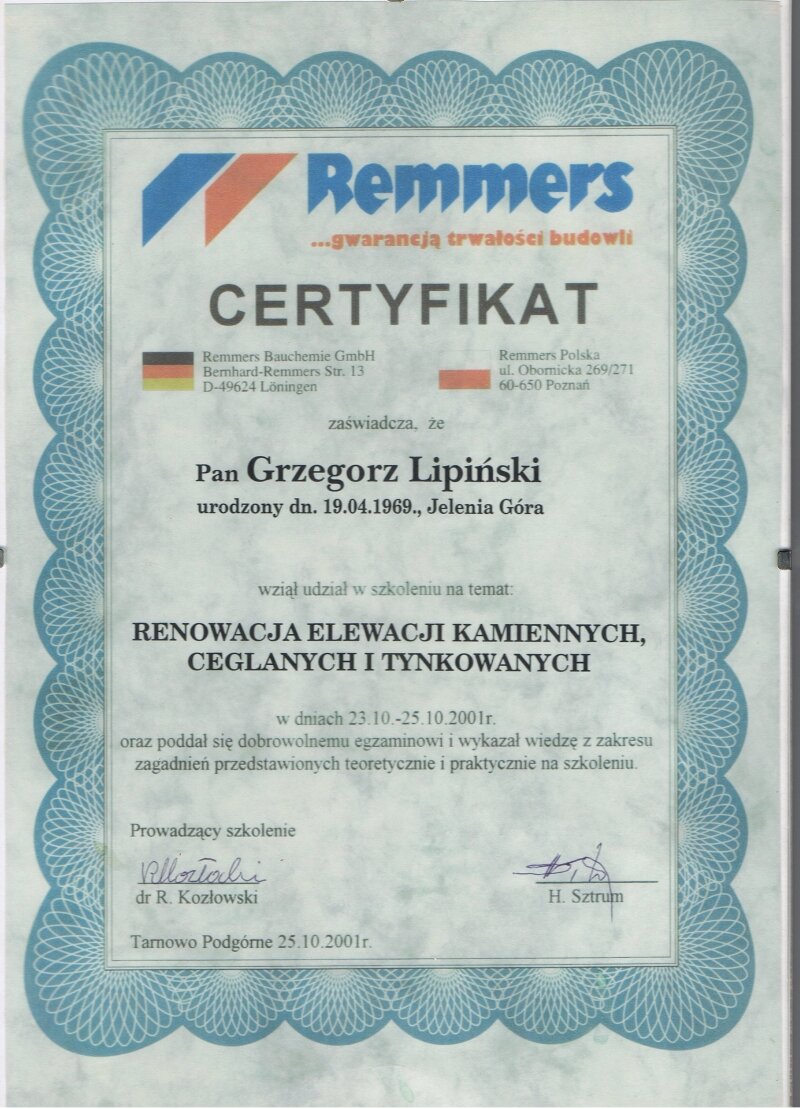 Remmers
...gwarancją trwałości budowli
CERTYFIKAT
Remmers Bauchemie GmbH
Bernhard-Remmers Str. 13
D-49624 Löningen
Remmers Polska
ul. Obornicka 269/271
60-650 Poznań
zaświadcza, że
Pan Grzegorz Lipiński
urodzony dn. 19.04.1969., Jelenia Góra
wziął udział w szkoleniu na temat:
RENOWACJA ELEWACJI KAMIENNYCH,
CEGLANYCH I TYNKOWANYCH
w dniach 23.10.-25.10.2001r.
oraz poddał się dobrowolnemu egzaminowi i wykazał wiedzę z zakresu
zagadnień przedstawionych teoretycznie i praktycznie na szkoleniu.
Prowadzący szkolenie
dr R. Kozłowski
H. Sztrum
Tarnowo Podgórne 25.10.2001r.